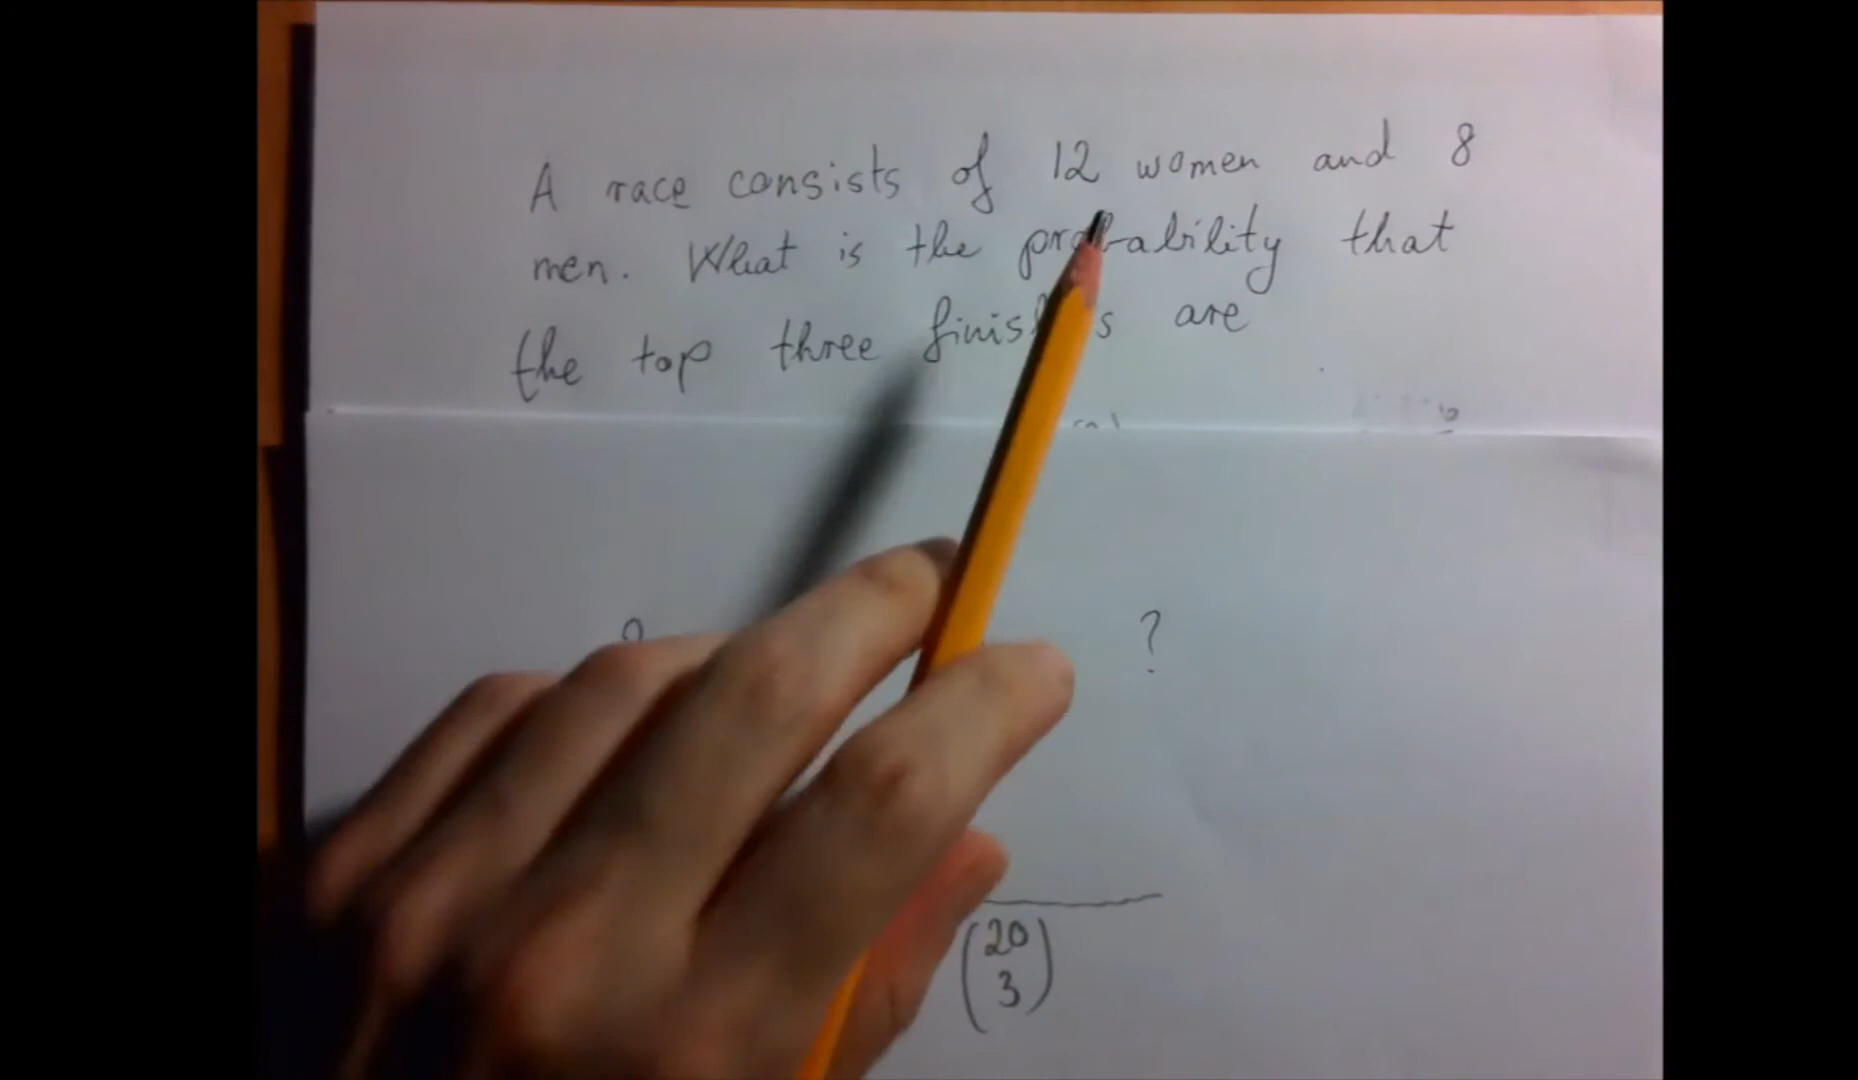 A race consists of 12 women and 8
men. What is the probability that
the top three are
?
20
3